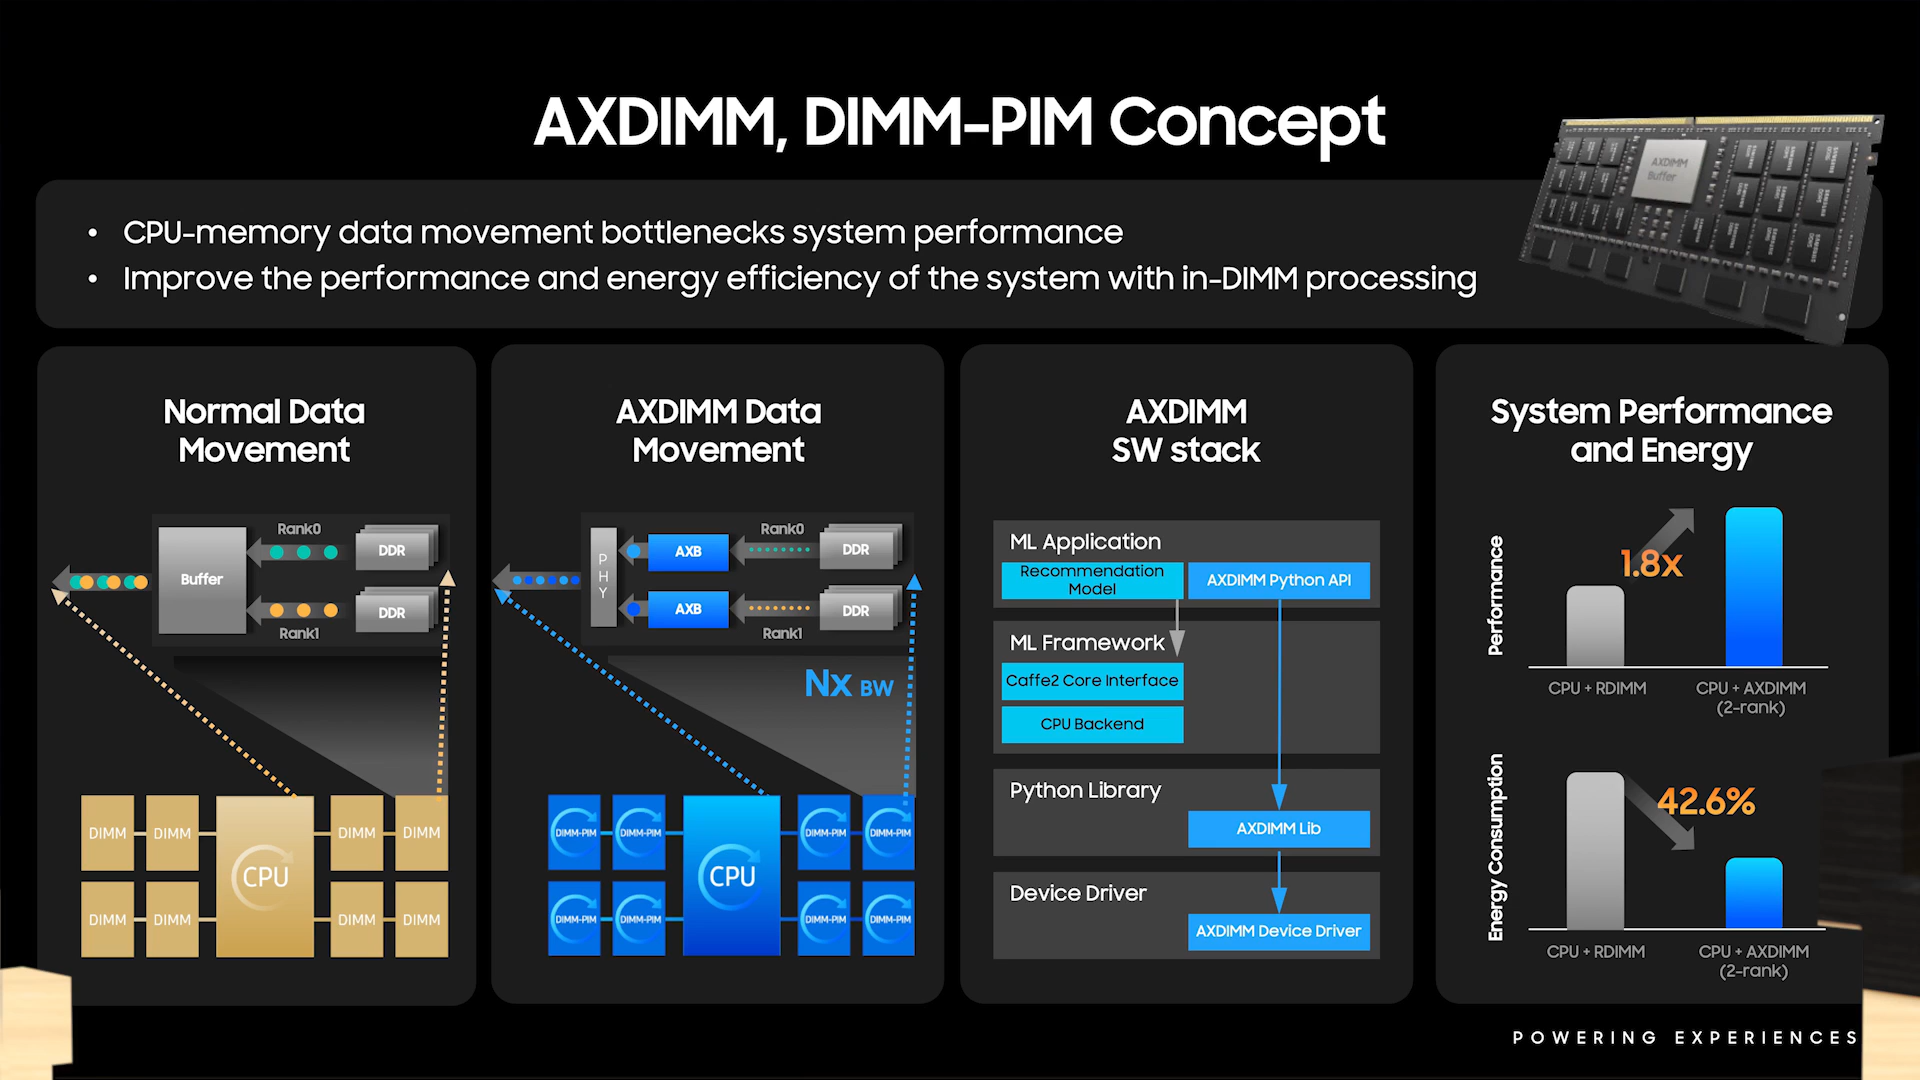 AXDIMM, DIMM-PIM Concept
AXDIMM
Buffer
• CPU-memory data movement bottlenecks system performance
• Improve the performance and energy efficiency of the system with in-DIMM processing
Normal Data
Movement
Rank0
DDR
Buffer
DDR
Rank1
DIMM
DIMM
CPU
DIMM
DIMM
DIMM
DIMM
DIMM
DIMM
AXDIMM Data
Movement
PHY
Rank0
AXB
DDR
AXB
DDR
Rank1
Nx BW
DIMM-PIM
DIMM-PIM
CPU
DIMM-PIM
DIMM-PIM
DIMM-PIM
DIMM-PIM
DIMM-PIM
DIMM-PIM
AXDIMM
SW stack
ML Application
Recommendation
Model
AXDIMM Python API
ML Framework
Caffe2 Core Interface
CPU Backend
Python Library
AXDIMM Lib
Device Driver
AXDIMM Device Driver
System Performance
and Energy
Performance
1.8x
CPU + RDIMM
CPU + AXDIMM
(2-rank)
Energy Consumption
42.6%
CPU + RDIMM
CPU + AXDIMM
(2-rank)
POWERING EXPERIENCES